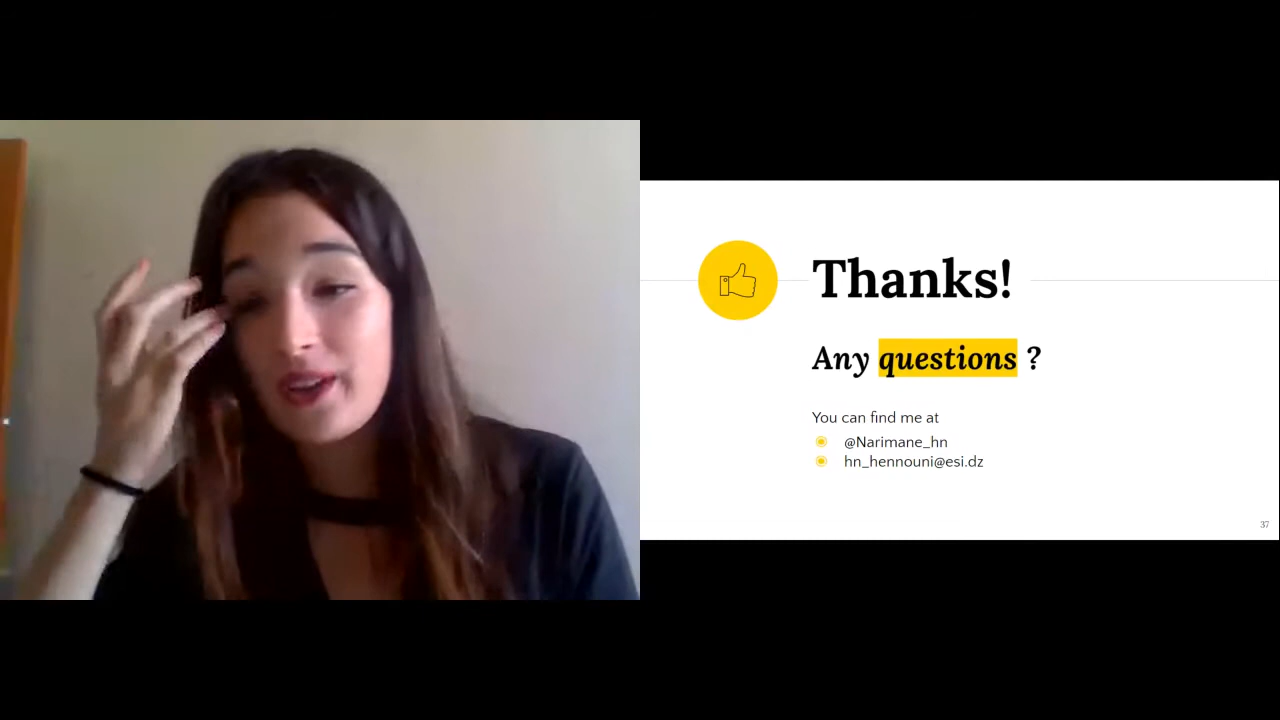 Thanks!
Any questions ?
You can find me at
@Narimane_hn
hn_hennouni@esi.dz
37